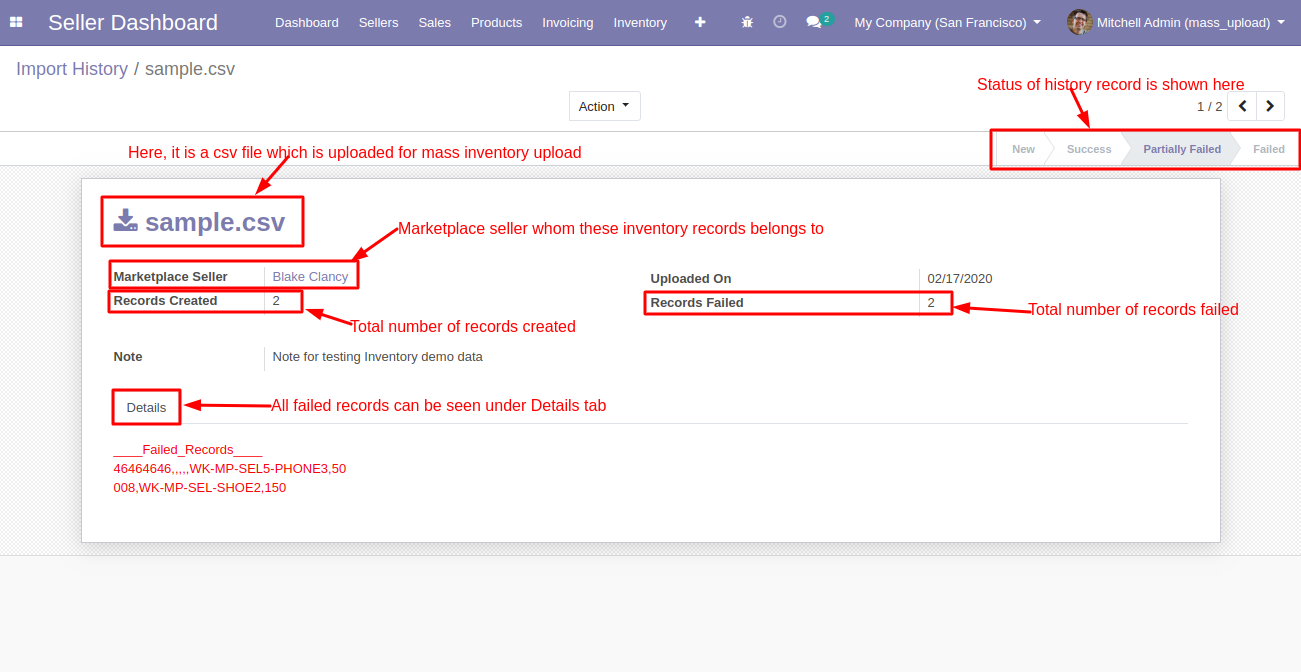 Seller Dashboard Dashboard Sellers Sales Products Invoicing Inventory 2 My Company (San Francisco) Mitchell Admin (mass_upload)
Import History / sample.csv
Status of history record is shown here
Action
1 / 2
Here, it is a csv file which is uploaded for mass inventory upload
New Success Partially Failed Failed
sample.csv
Marketplace seller whom these inventory records belongs to
Marketplace Seller Blake Clancy
Uploaded On 02/17/2020
Records Created 2
Records Failed 2
Total number of records failed
Total number of records created
Note Note for testing Inventory demo data
Details
All failed records can be seen under Details tab
____Failed_Records____
46464646,,,,,WK-MP-SEL5-PHONE3,50
008,WK-MP-SEL-SHOE2,150